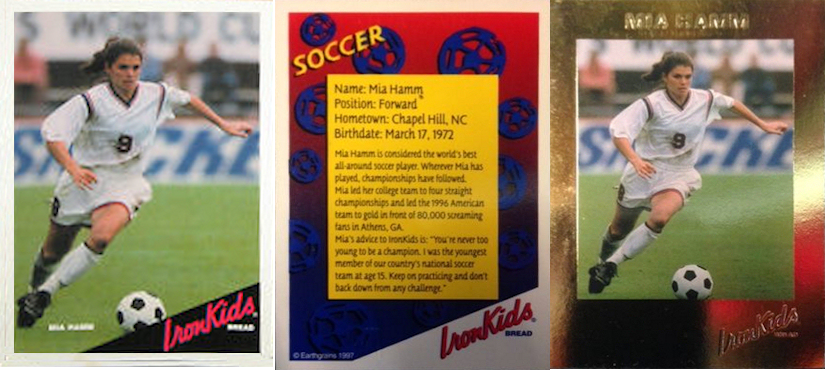 S WORLD CUP
9
SNICKE
MIA HAMM
IronKids®
BREAD
SOCCER
Name: Mia Hamm
Position: Forward
Hometown: Chapel Hill, NC
Birthdate: March 17, 1972
Mia Hamm is considered the world's best
all-around soccer player. Wherever Mia has
played, championships have followed.
Mia led her college team to four straight
championships and led the 1996 American
team to gold in front of 80,000 screaming
fans in Athens, GA.
Mia's advice to IronKids is: "You're never too
young to be a champion. I was the youngest
member of our country's national soccer
team at age 15. Keep on practicing and don't
back down from any challenge."
IronKids®
BREAD
© Earthgrains 1997
MIA HAMM
9
IronKids